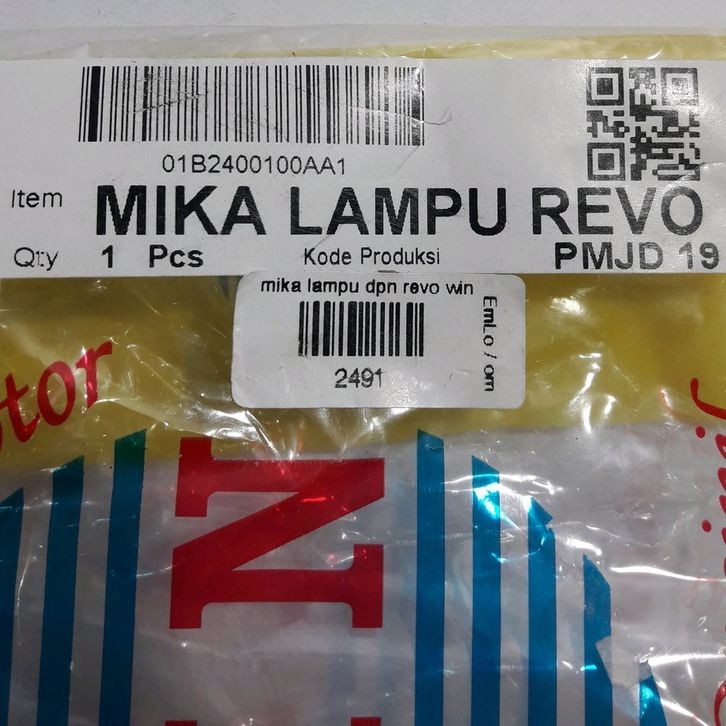 01B2400100AA1
Item MIKA LAMPU REVO
Qty 1 Pcs Kode Produksi PMJD 19
mika lampu dpn revo win
2491
EmLo / om
N